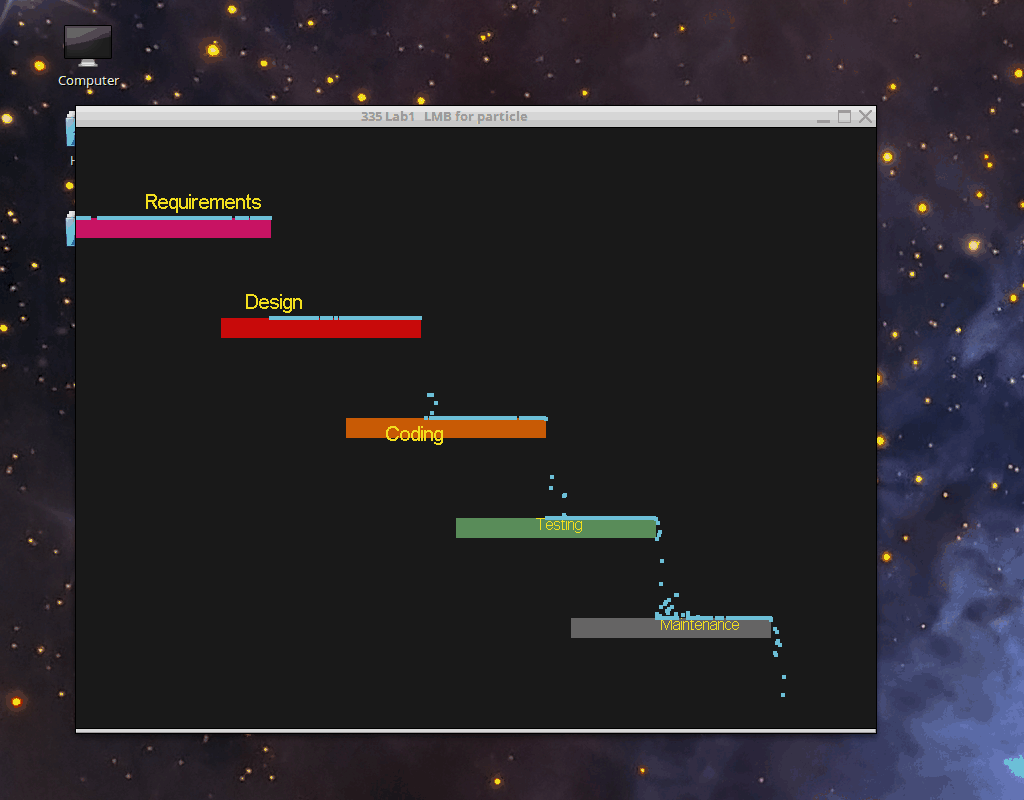 Computer
335 Lab1 LMB for particle
H
Requirements
Design
Coding
Testing
Maintenance